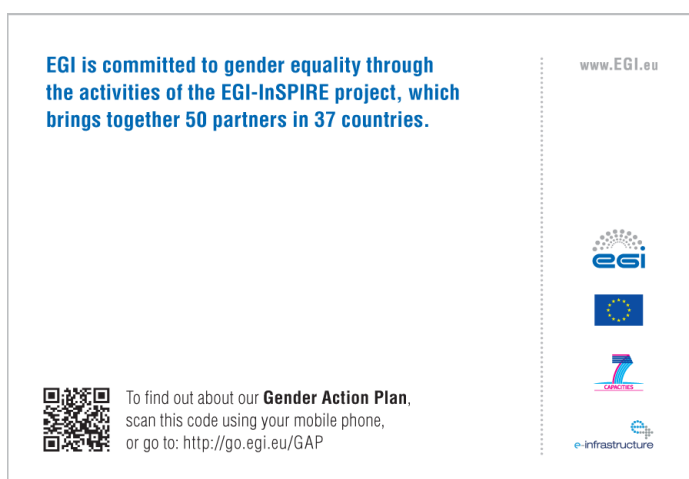 EGI is committed to gender equality through
the activities of the EGI-InSPIRE project, which
brings together 50 partners in 37 countries.
www.EGI.eu
egi
7
CAPACITIES
e-infrastructure
To find out about our Gender Action Plan,
scan this code using your mobile phone,
or go to: http://go.egi.eu/GAP